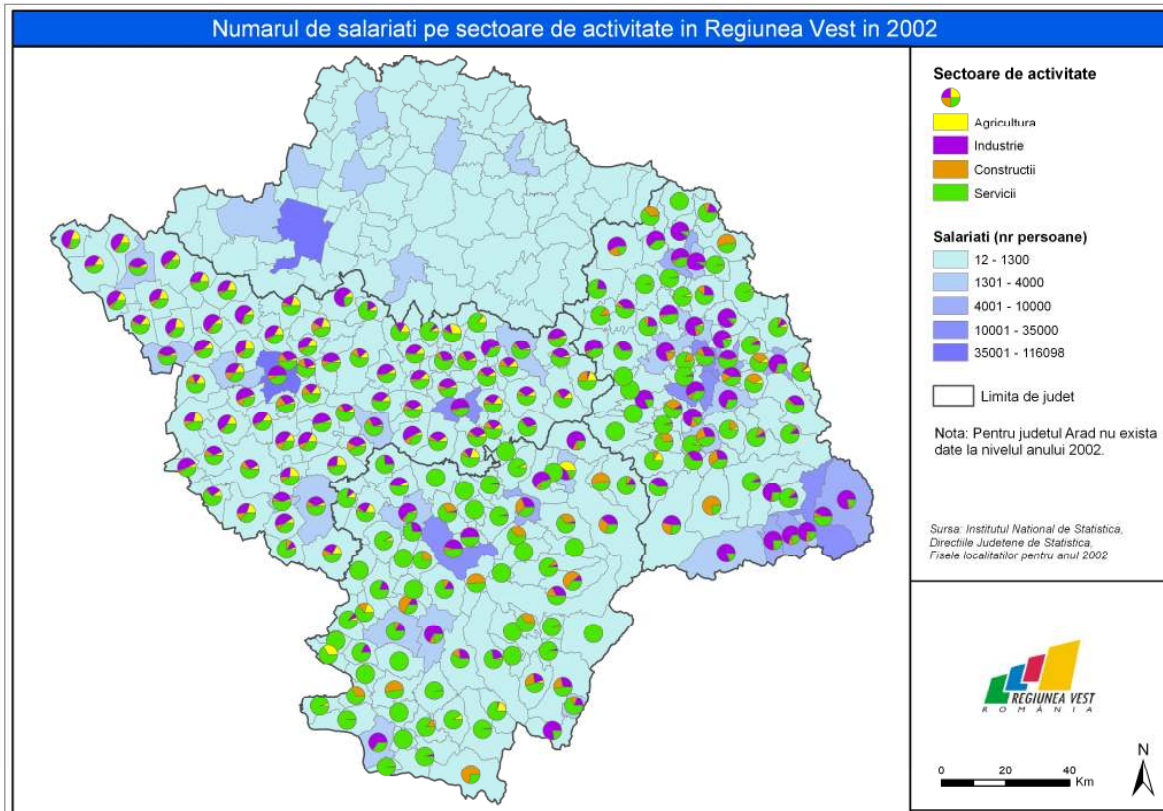 Numarul de salariati pe sectoare de activitate in Regiunea Vest in 2002
Sectoare de activitate
Agricultura
Industrie
Constructii
Servicii
Salariati (nr persoane)
12 - 1300
1301 - 4000
4001 - 10000
10001 - 35000
35001 - 116098
Limita de judet
Nota: Pentru judetul Arad nu exista
date la nivelul anului 2002.
Sursa: Institutul National de Statistica,
Directiile Judetene de Statistica,
Fisele localitatilor pentru anul 2002
REGIUNEA VEST
ROMÂNIA
0 20 40
Km
N